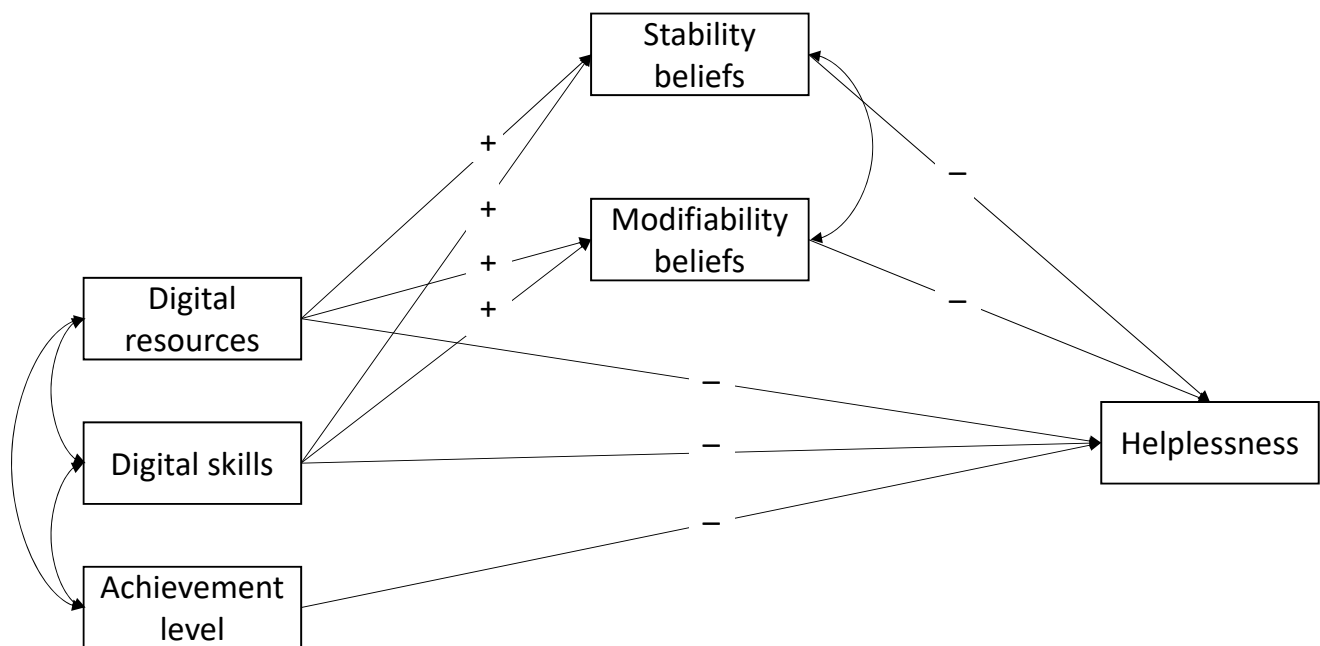 Stability
beliefs
+
–
+
Modifiability
beliefs
+
Digital
resources
–
+
–
Helplessness
–
Digital skills
–
Achievement
level